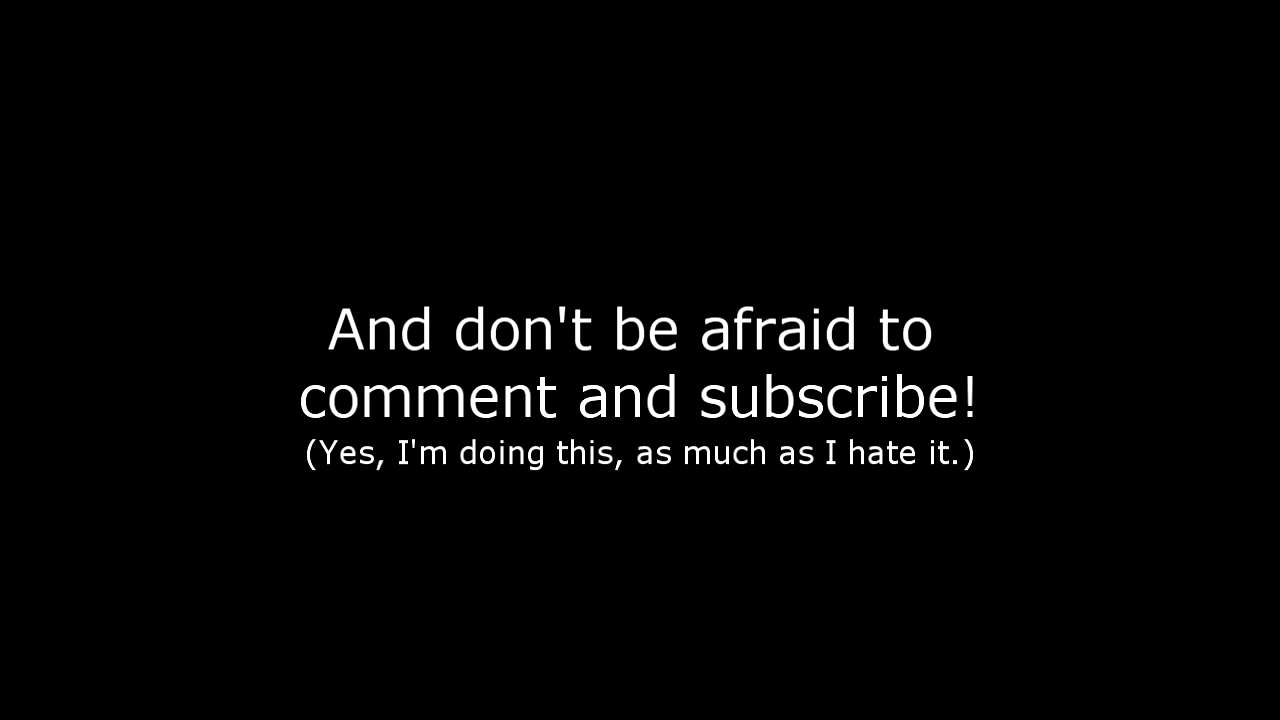 And don't be afraid to
comment and subscribe!
(Yes, I'm doing this, as much as I hate it.)